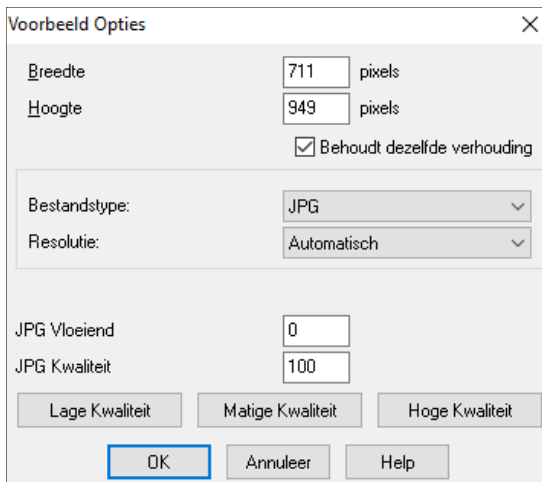 Voorbeeld Opties
Breedte 711 pixels
Hoogte 949 pixels
Behoudt dezelfde verhouding
Bestandstype: JPG
Resolutie: Automatisch
JPG Vloeiend 0
JPG Kwaliteit 100
Lage Kwaliteit Matige Kwaliteit Hoge Kwaliteit
OK Annuleer Help